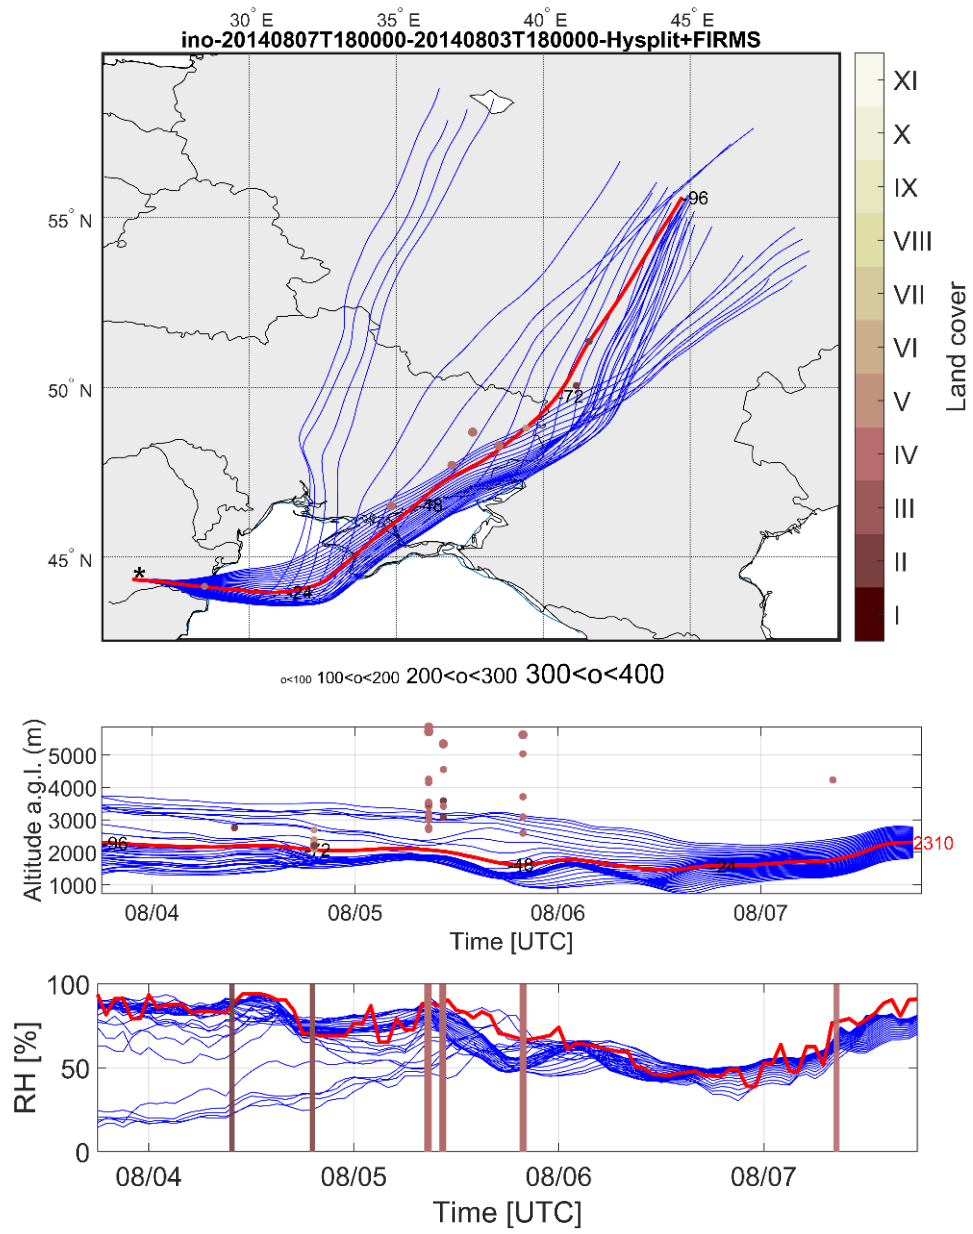 30° E 35° E 40° E 45° E
ino-20140807T180000-20140803T180000-Hysplit+FIRMS
55° N
50° N
45° N
-96
-72
-48
-24
*
XI
X
IX
VIII
VII
VI
V
IV
III
II
I
Land cover
o<100 100<o<200 200<o<300 300<o<400
Altitude a.g.l. (m)
5000
4000
3000
2000
1000
-96
-72
-48
-24
2310
08/04 08/05 08/06 08/07
Time [UTC]
RH [%]
100
50
0
08/04 08/05 08/06 08/07
Time [UTC]